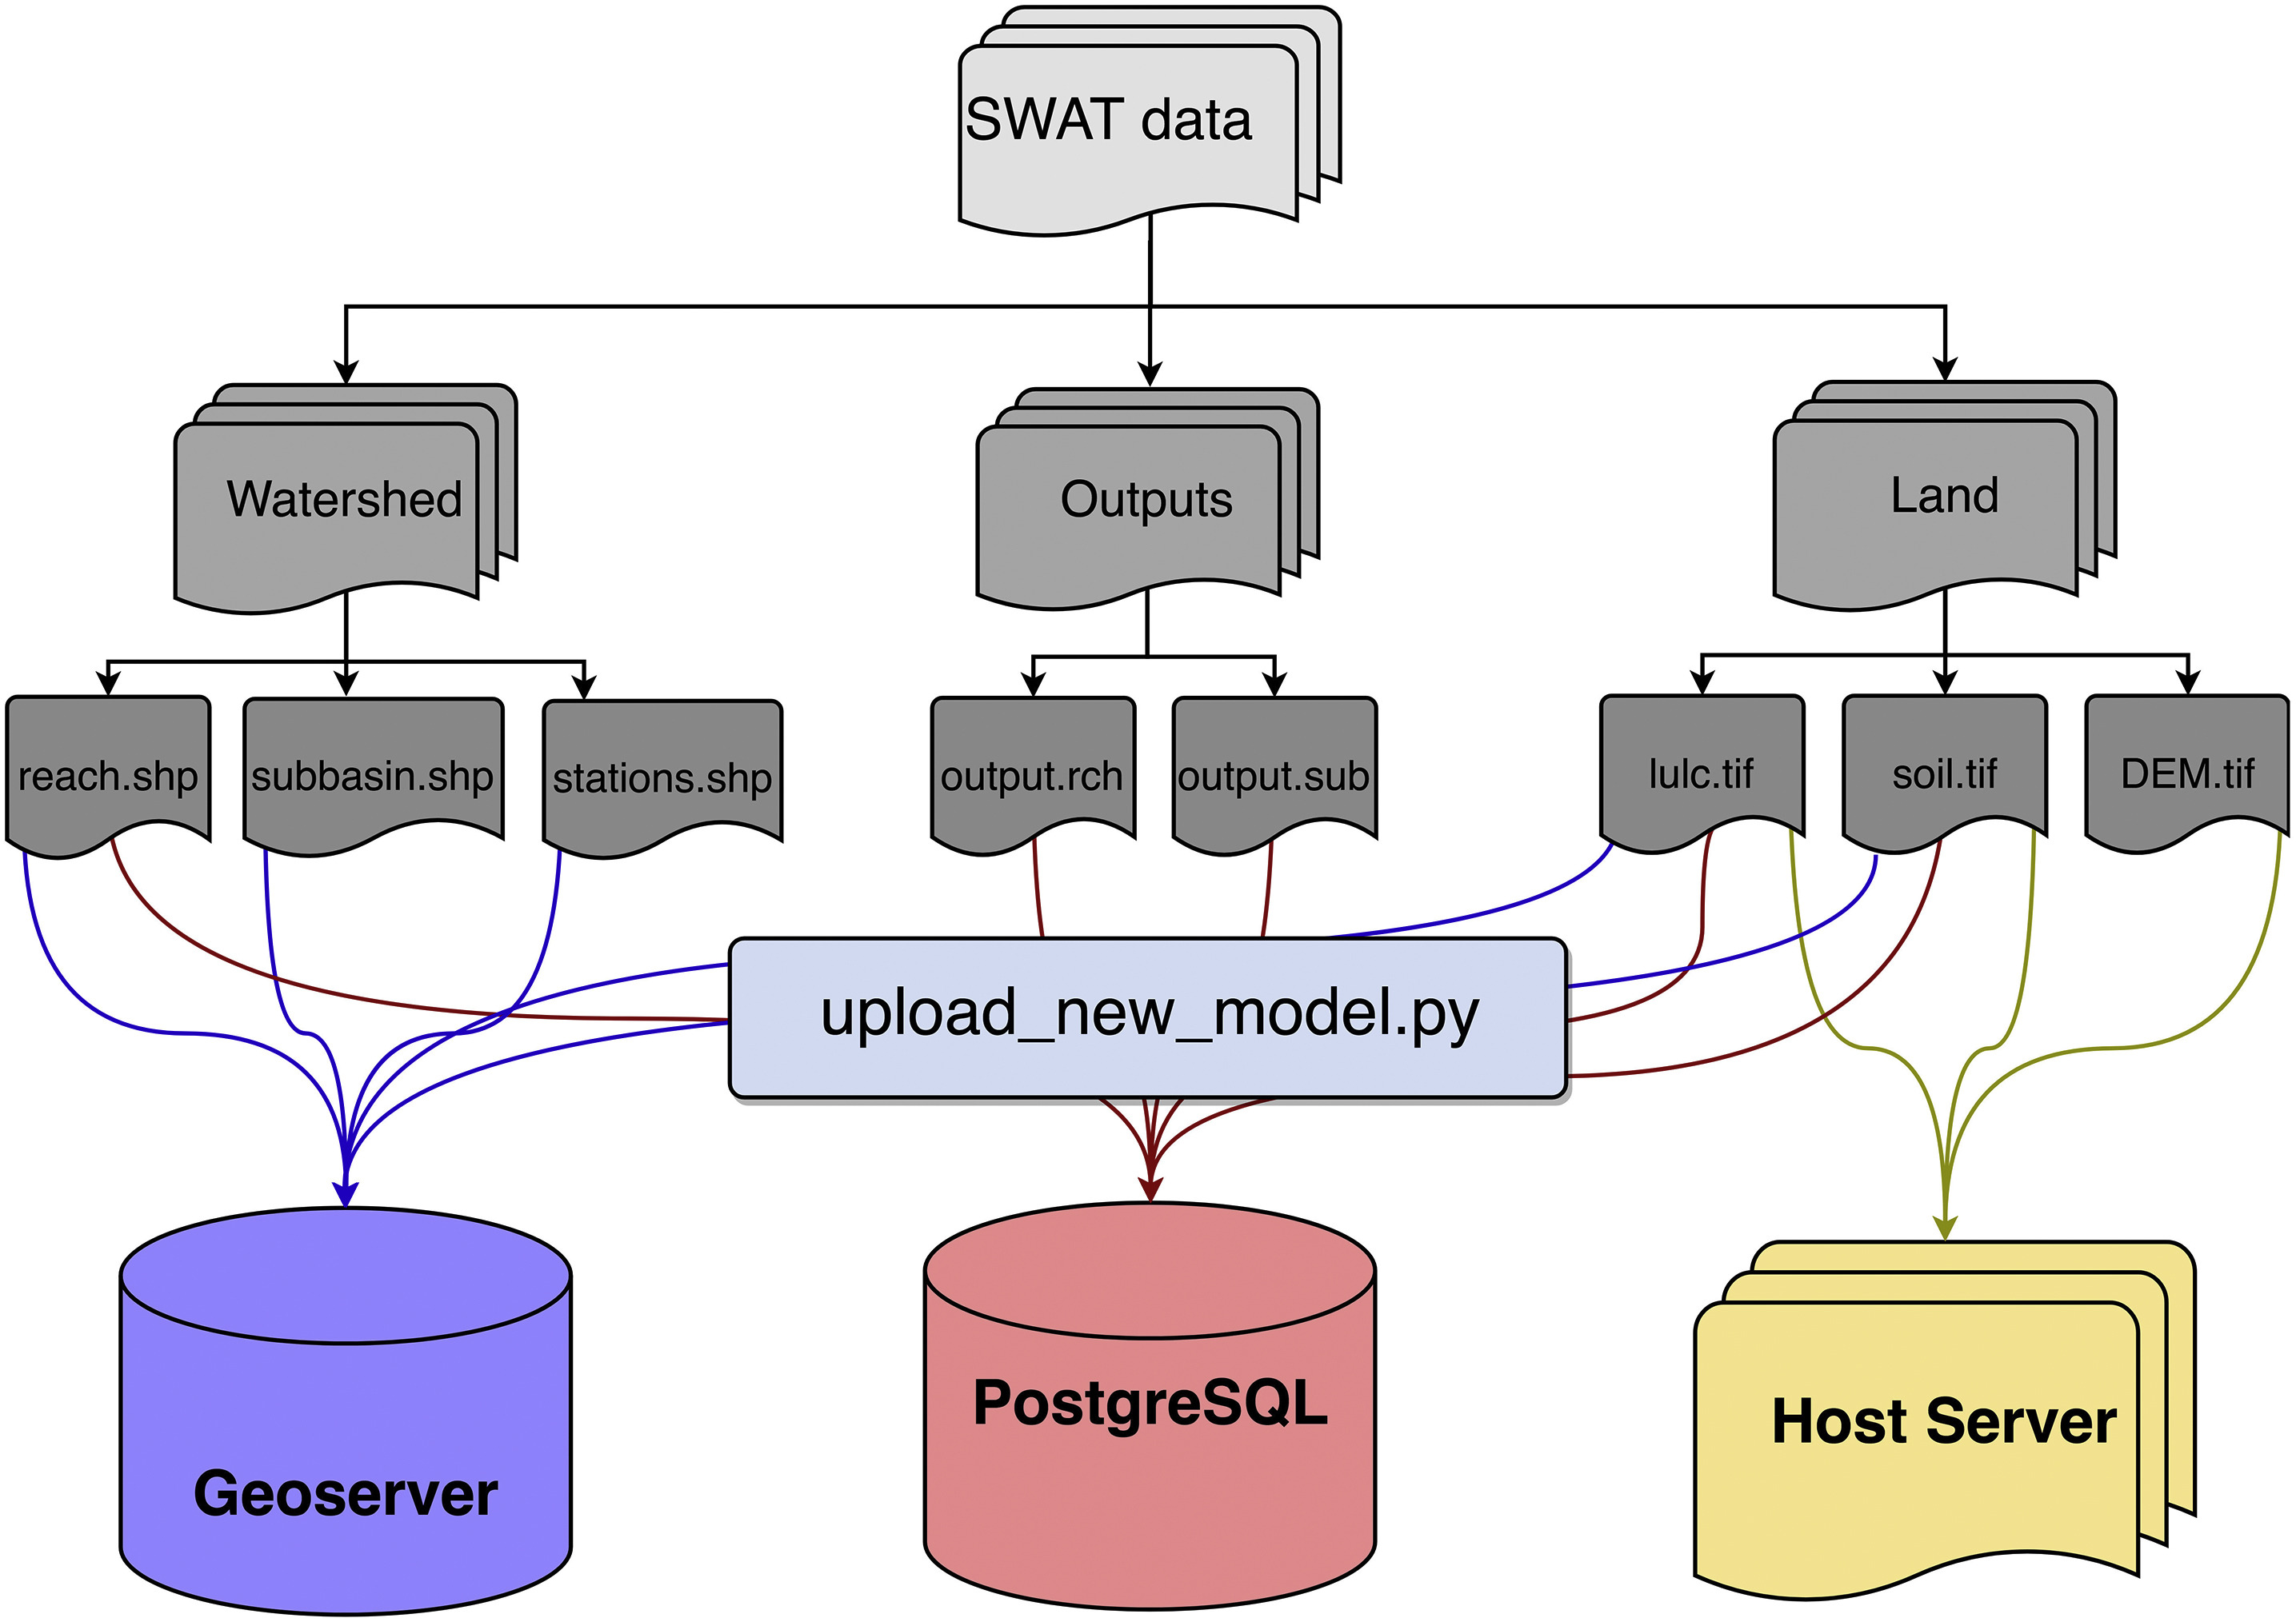 SWAT data
Watershed
Outputs
Land
reach.shp
subbasin.shp
stations.shp
output.rch
output.sub
lulc.tif
soil.tif
DEM.tif
upload_new_model.py
Geoserver
PostgreSQL
Host Server